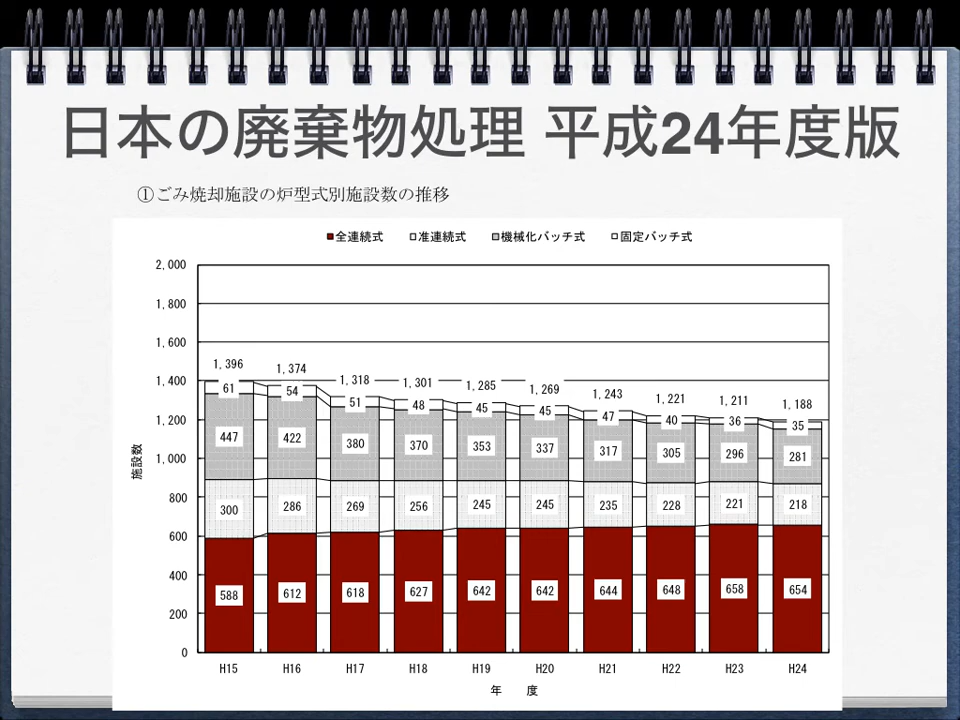 日本の廃棄物処理 平成24年度版
①ごみ焼却施設の炉型式別施設数の推移
全連続式 准連続式 機械化バッチ式 固定バッチ式
2,000
1,800
1,600
1,400
1,200
1,000
800
600
400
200
0
施設数
1,396 1,374 1,318 1,301 1,285 1,269 1,243 1,221 1,211 1,188
61 54 51 48 45 45 47 40 36 35
447 422 380 370 353 337 317 305 296 281
300 286 269 256 245 245 235 228 221 218
588 612 618 627 642 642 644 648 658 654
H15 H16 H17 H18 H19 H20 H21 H22 H23 H24
年 度